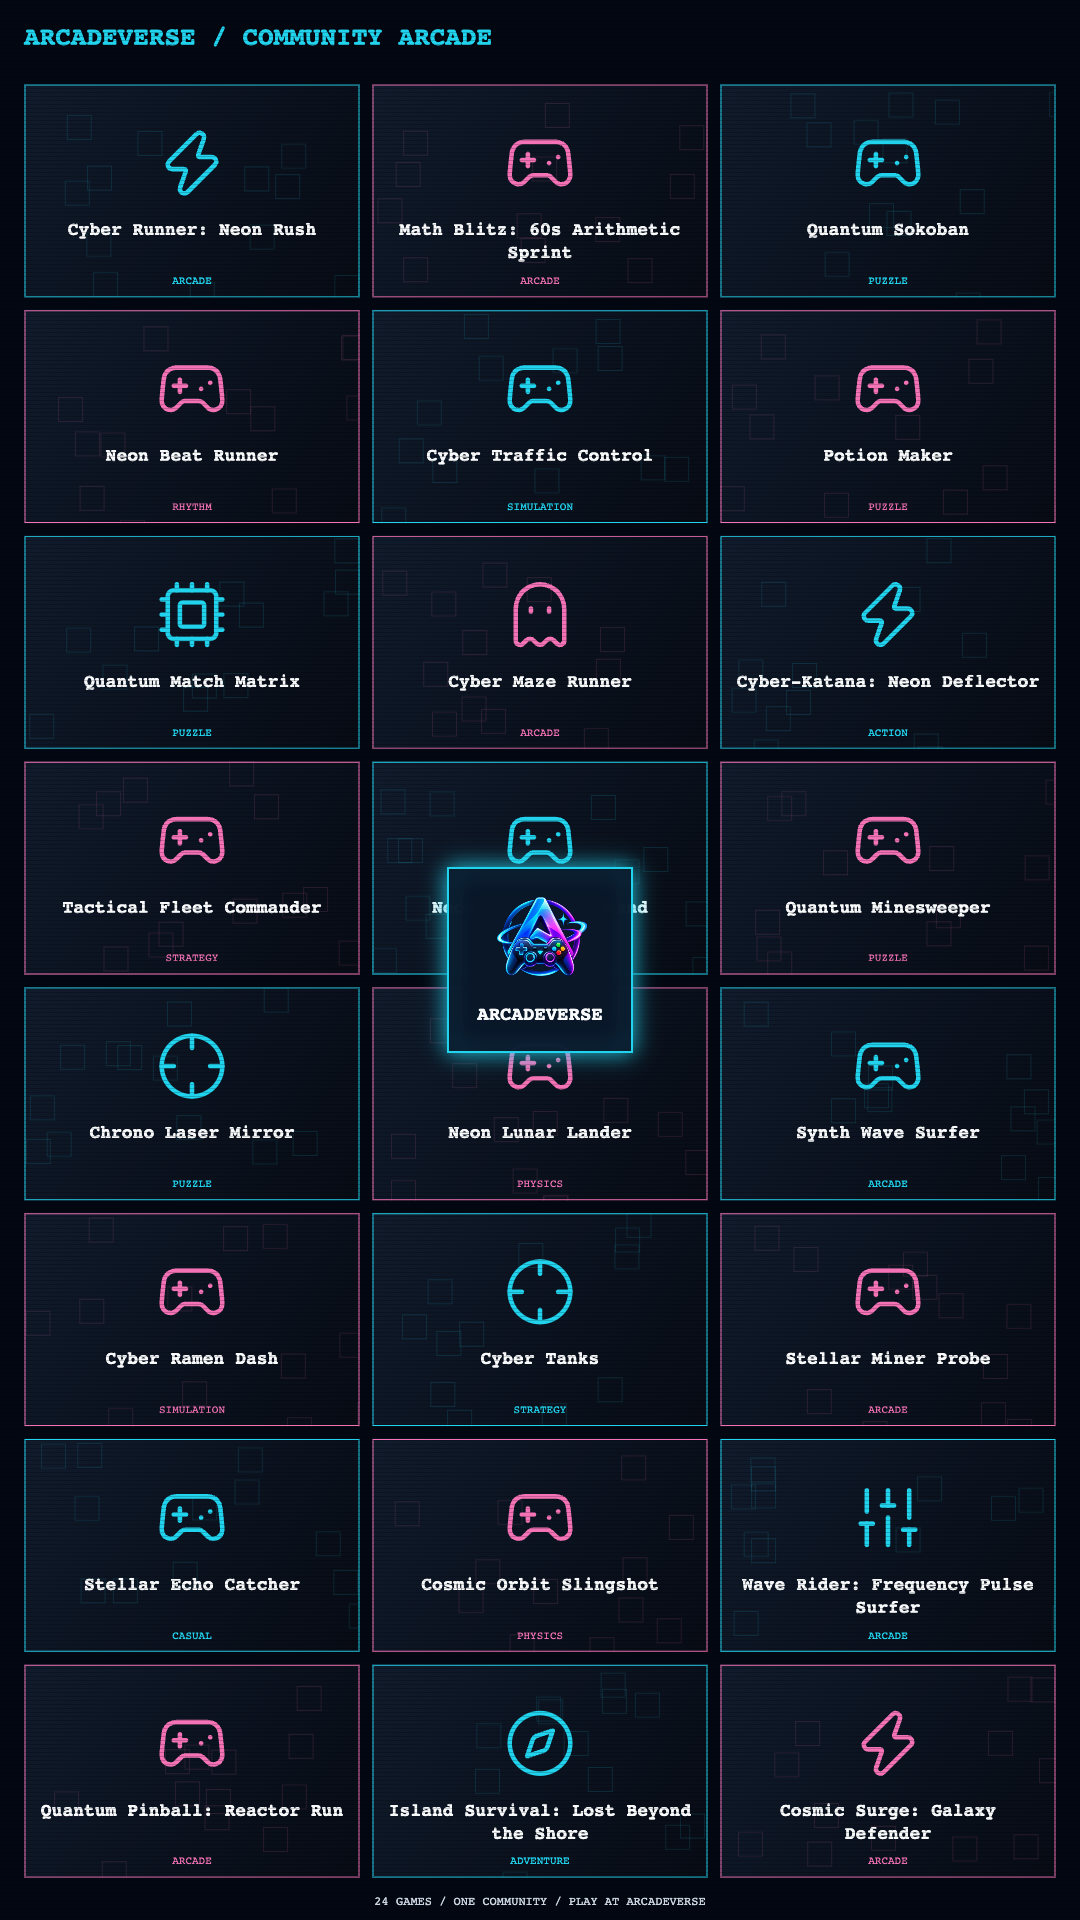 ARCADEVERSE / COMMUNITY ARCADE
Cyber Runner: Neon Rush
ARCADE
Math Blitz: 60s Arithmetic
Sprint
ARCADE
Quantum Sokoban
PUZZLE
Neon Beat Runner
RHYTHM
Cyber Traffic Control
SIMULATION
Potion Maker
PUZZLE
Quantum Match Matrix
PUZZLE
Cyber Maze Runner
ARCADE
Cyber-Katana: Neon Deflector
ACTION
Tactical Fleet Commander
STRATEGY
Quantum Minesweeper
PUZZLE
ARCADEVERSE
Chrono Laser Mirror
PUZZLE
Neon Lunar Lander
PHYSICS
Synth Wave Surfer
ARCADE
Cyber Ramen Dash
SIMULATION
Cyber Tanks
STRATEGY
Stellar Miner Probe
ARCADE
Stellar Echo Catcher
CASUAL
Cosmic Orbit Slingshot
PHYSICS
Wave Rider: Frequency Pulse
Surfer
ARCADE
Quantum Pinball: Reactor Run
ARCADE
Island Survival: Lost Beyond
the Shore
ADVENTURE
Cosmic Surge: Galaxy
Defender
ARCADE
24 GAMES / ONE COMMUNITY / PLAY AT ARCADEVERSE